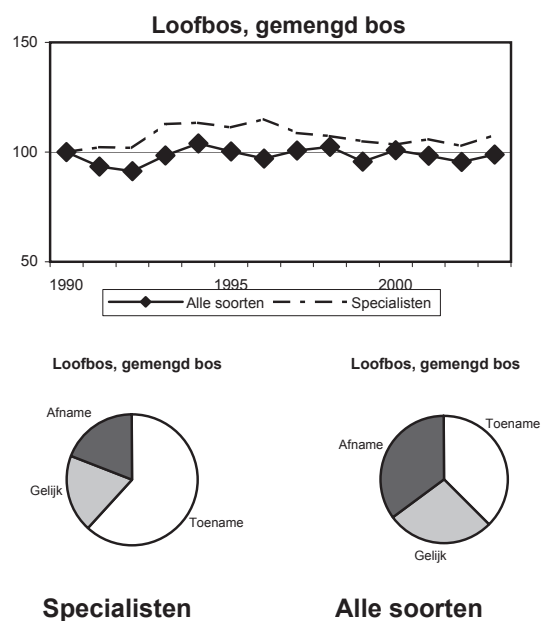 Loofbos, gemengd bos
150
100
50
1990 1995 2000
Alle soorten Specialisten
Loofbos, gemengd bos
Afname
Gelijk
Toename
Specialisten
Loofbos, gemengd bos
Toename
Afname
Gelijk
Alle soorten